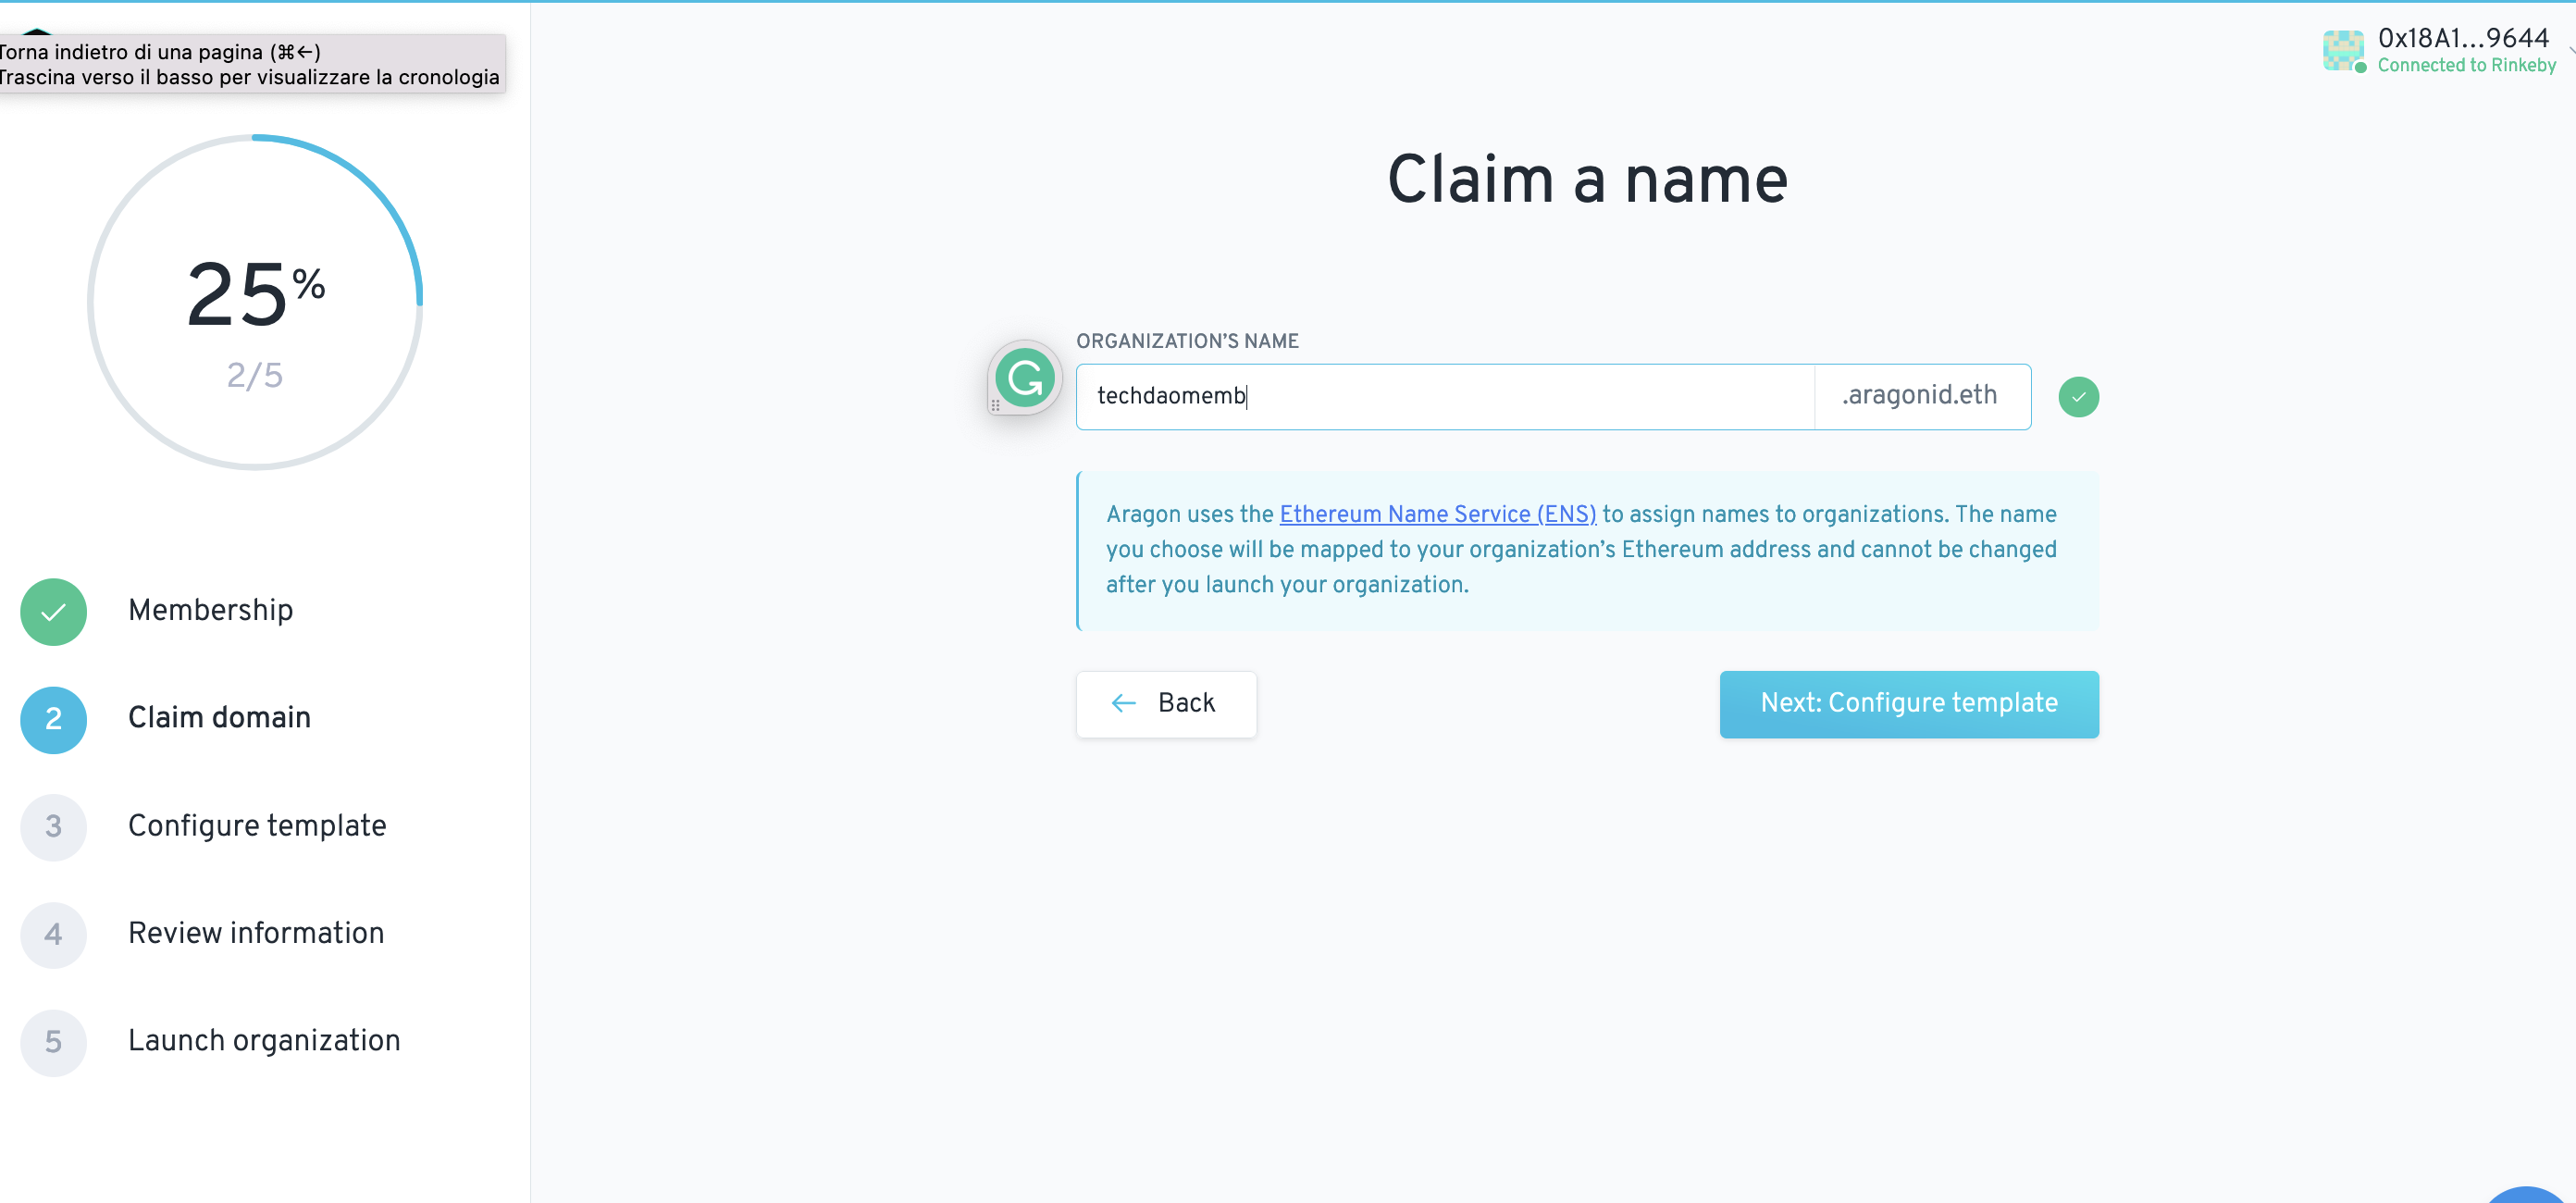 Torna indietro di una pagina (⌘←)
Trascina verso il basso per visualizzare la cronologia
0x18A1...9644
Connected to Rinkeby
25%
2/5
Membership
2 Claim domain
3 Configure template
4 Review information
5 Launch organization
Claim a name
ORGANIZATION’S NAME
techdaomemb .aragonid.eth
Aragon uses the Ethereum Name Service (ENS) to assign names to organizations. The name
you choose will be mapped to your organization’s Ethereum address and cannot be changed
after you launch your organization.
← Back
Next: Configure template